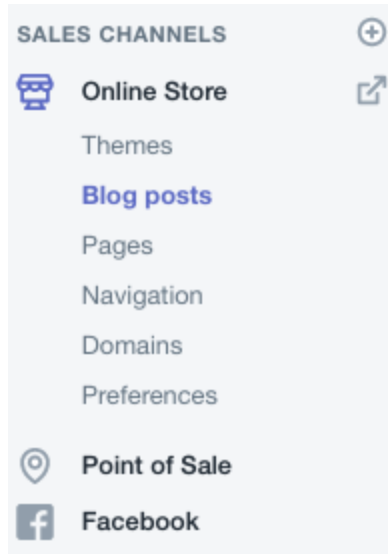 SALES CHANNELS
Online Store
Themes
Blog posts
Pages
Navigation
Domains
Preferences
Point of Sale
Facebook